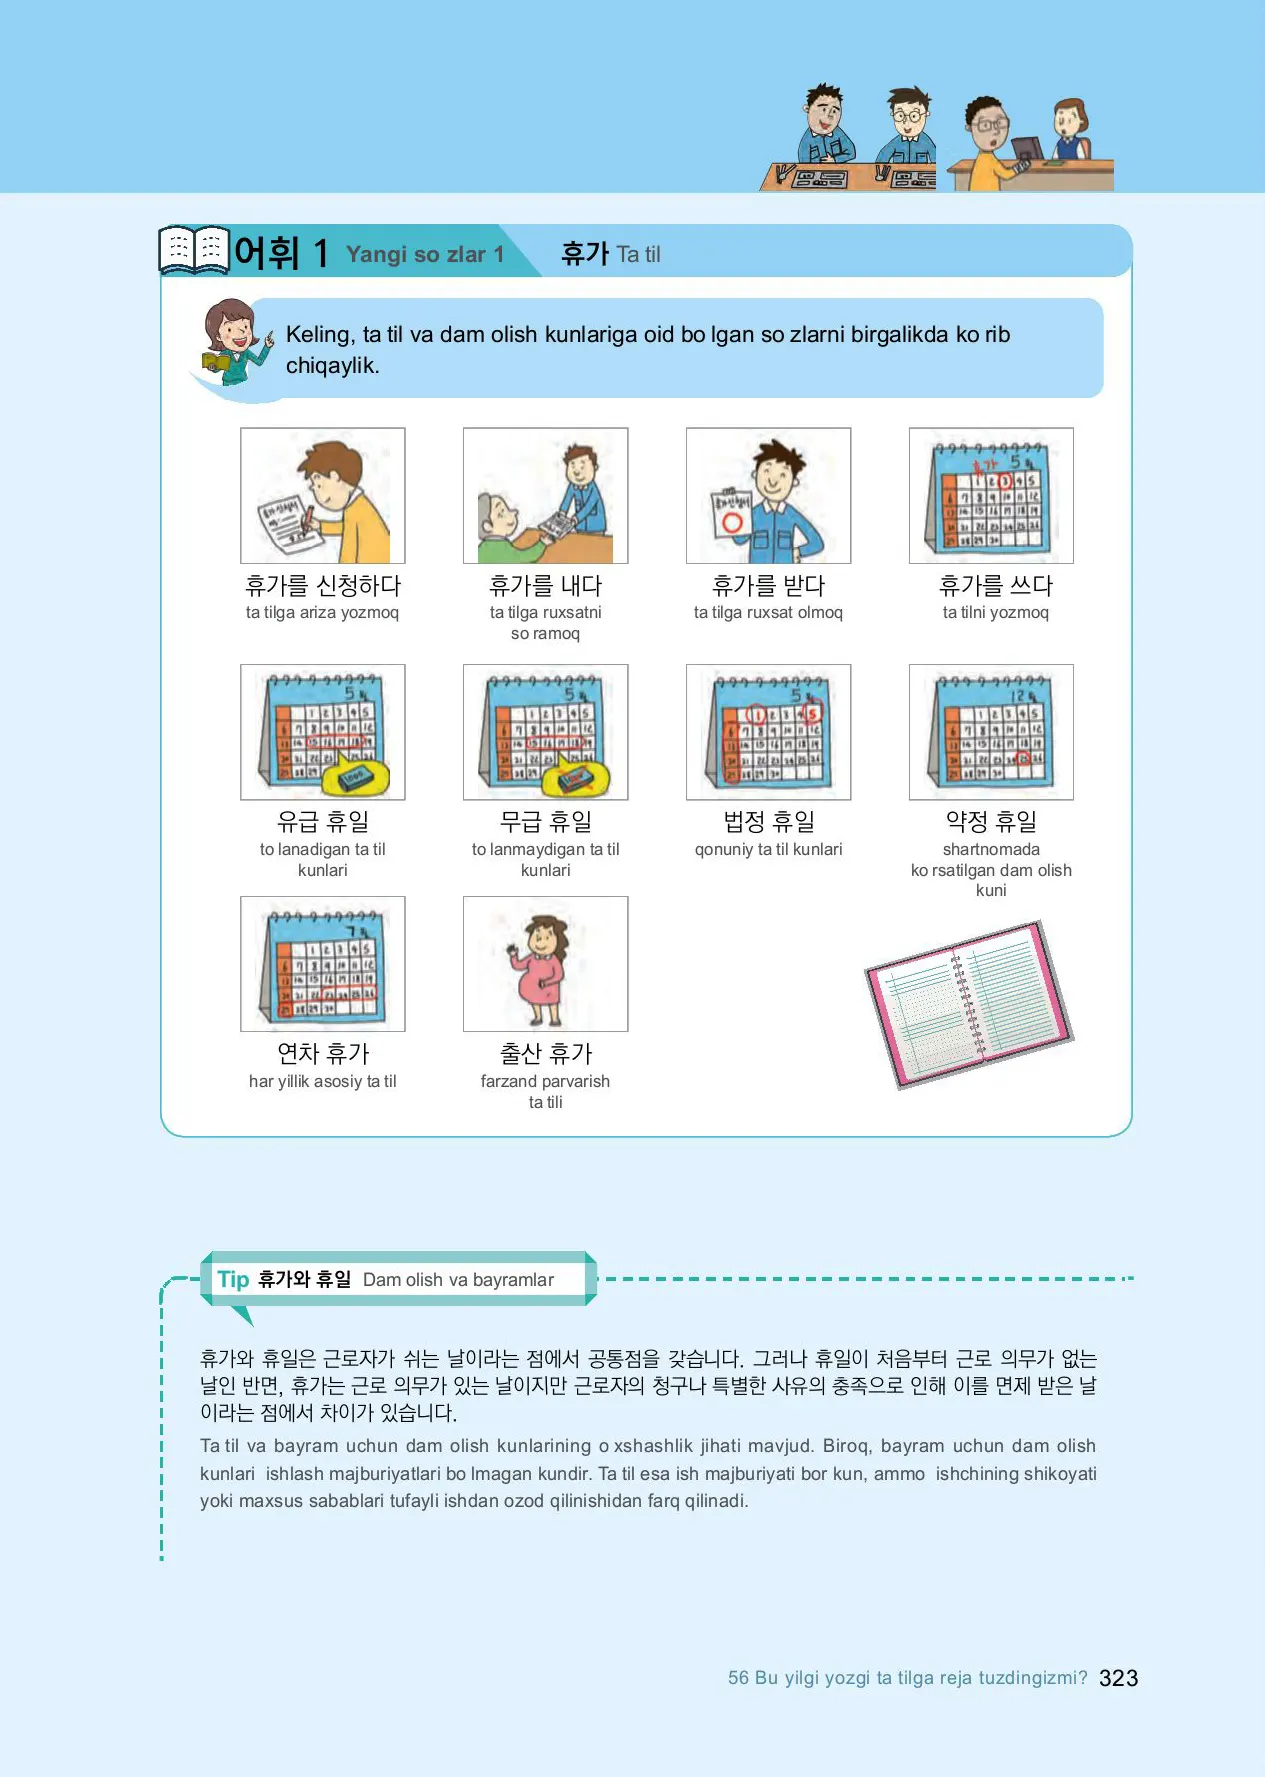 어휘 1 Yangi so zlar 1 휴가 Ta til
Keling, ta til va dam olish kunlariga oid bo lgan so zlarni birgalikda ko rib
chiqaylik.
휴가 5월
휴가를 신청하다
ta tilga ariza yozmoq
휴가를 내다
ta tilga ruxsatni
so ramoq
휴가를 받다
ta tilga ruxsat olmoq
휴가를 쓰다
ta tilni yozmoq
유급 휴일
to lanadigan ta til
kunlari
무급 휴일
to lanmaydigan ta til
kunlari
법정 휴일
qonuniy ta til kunlari
약정 휴일
shartnomada
ko rsatilgan dam olish
kuni
연차 휴가
har yillik asosiy ta til
출산 휴가
farzand parvarish
ta tili
Tip 휴가와 휴일 Dam olish va bayramlar
휴가와 휴일은 근로자가 쉬는 날이라는 점에서 공통점을 갖습니다. 그러나 휴일이 처음부터 근로 의무가 없는
날인 반면, 휴가는 근로 의무가 있는 날이지만 근로자의 청구나 특별한 사유의 충족으로 인해 이를 면제 받은 날
이라는 점에서 차이가 있습니다.
Ta til va bayram uchun dam olish kunlarining o xshashlik jihati mavjud. Biroq, bayram uchun dam olish
kunlari ishlash majburiyatlari bo lmagan kundir. Ta til esa ish majburiyati bor kun, ammo ishchining shikoyati
yoki maxsus sabablari tufayli ishdan ozod qilinishidan farq qilinadi.
56 Bu yilgi yozgi ta tilga reja tuzdingizmi? 323